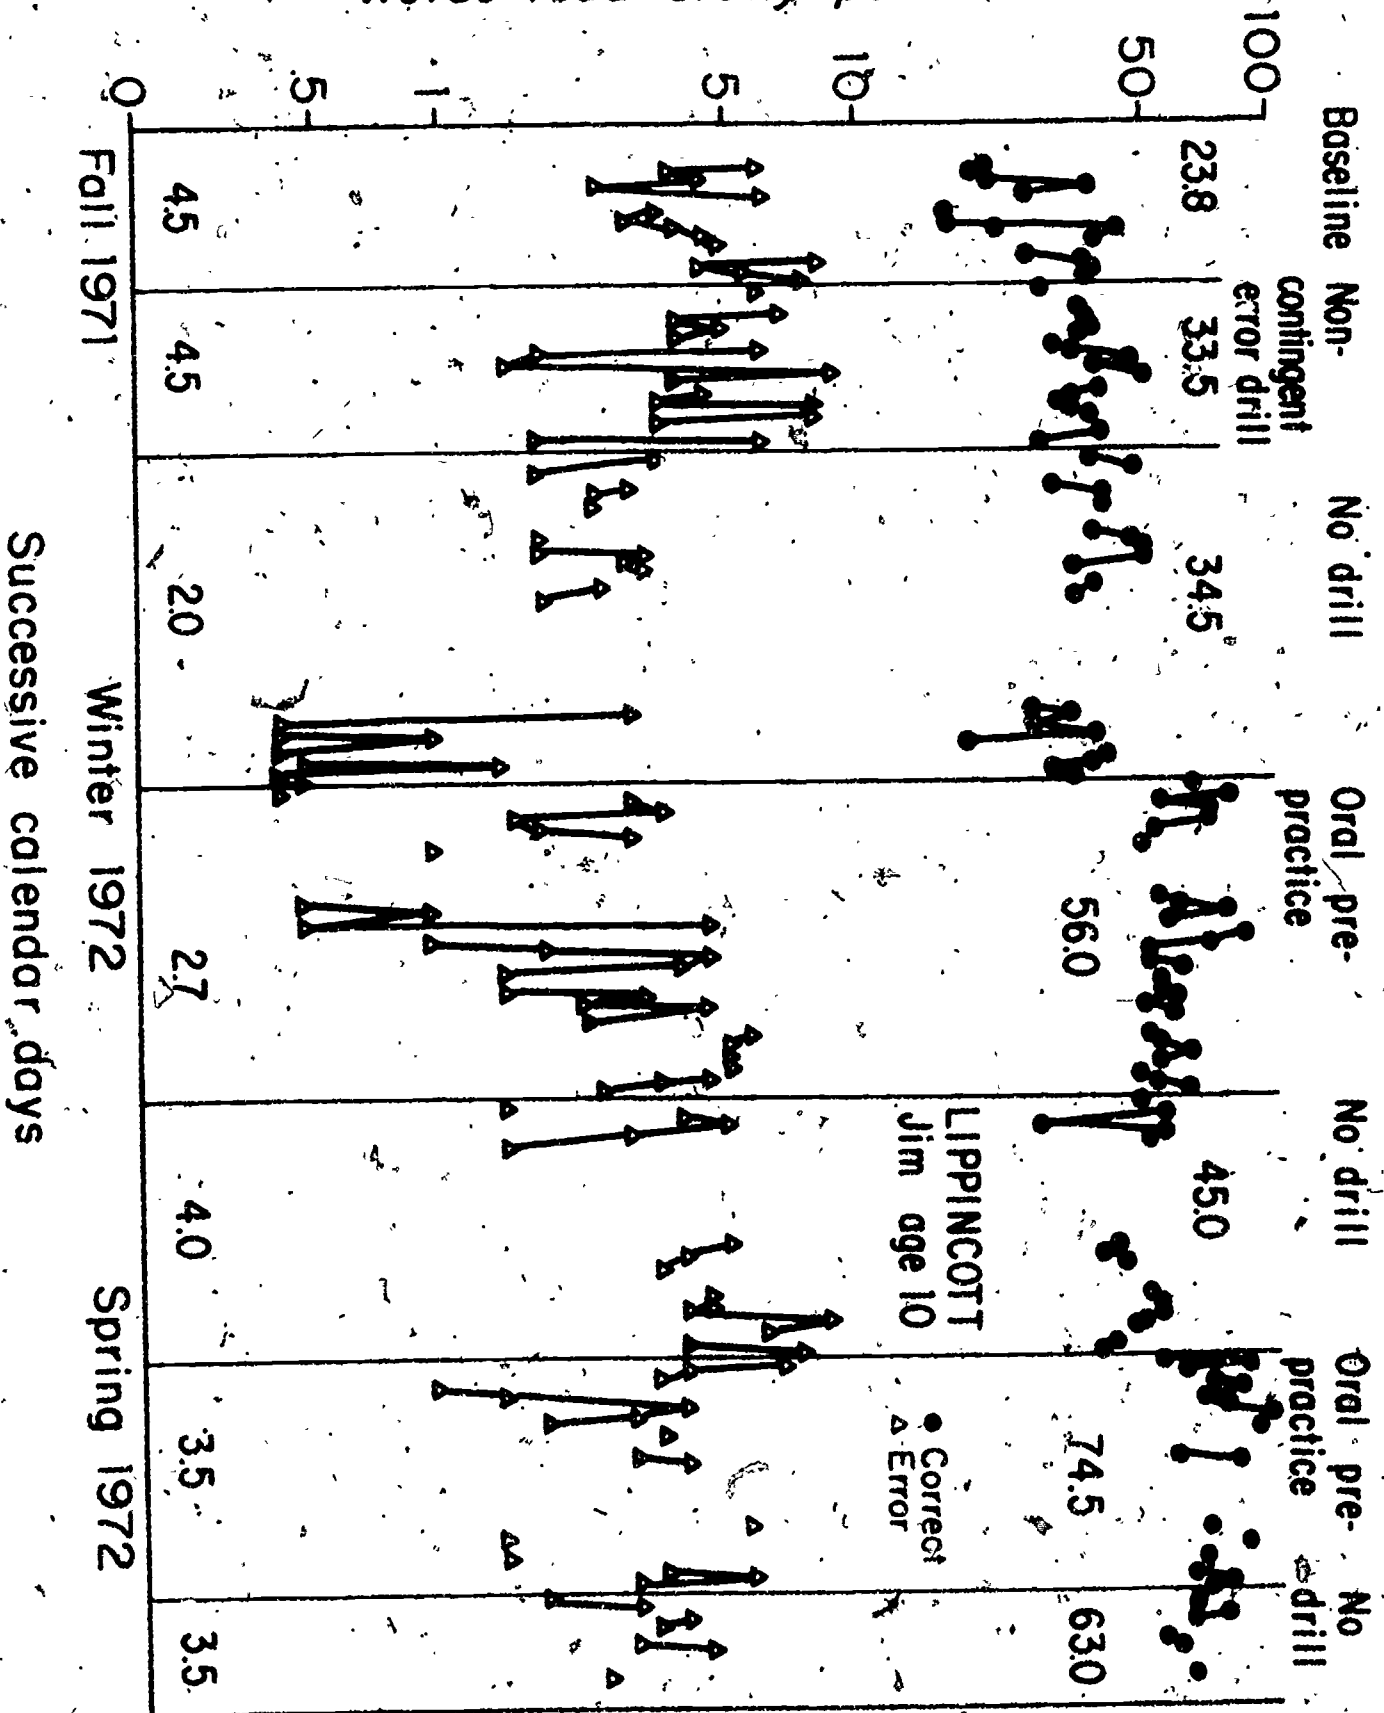 Baseline
Non-
contingent
error drill
No drill
Oral pre-
practice
No drill
Oral pre-
practice
No
drill
100
50
10
5
1
.5
0
23.8
33.5
34.5
56.0
45.0
74.5
63.0
LIPPINCOTT
Jim age 10
● Correct
△ Error
4.5
4.5
2.0
2.7
4.0
3.5
3.5
Fall 1971
Winter 1972
Spring 1972
Successive calendar days